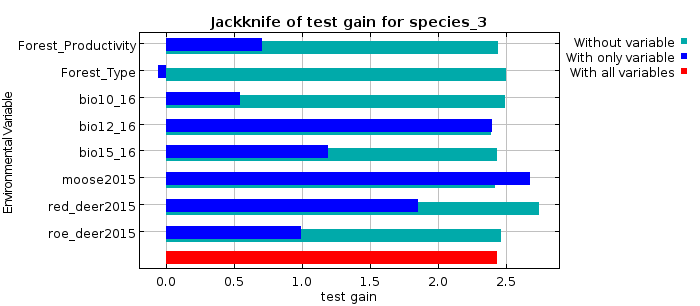 Jackknife of test gain for species_3
Environmental Variable
Forest_Productivity
Forest_Type
bio10_16
bio12_16
bio15_16
moose2015
red_deer2015
roe_deer2015
0.0 0.5 1.0 1.5 2.0 2.5
test gain
Without variable
With only variable
With all variables